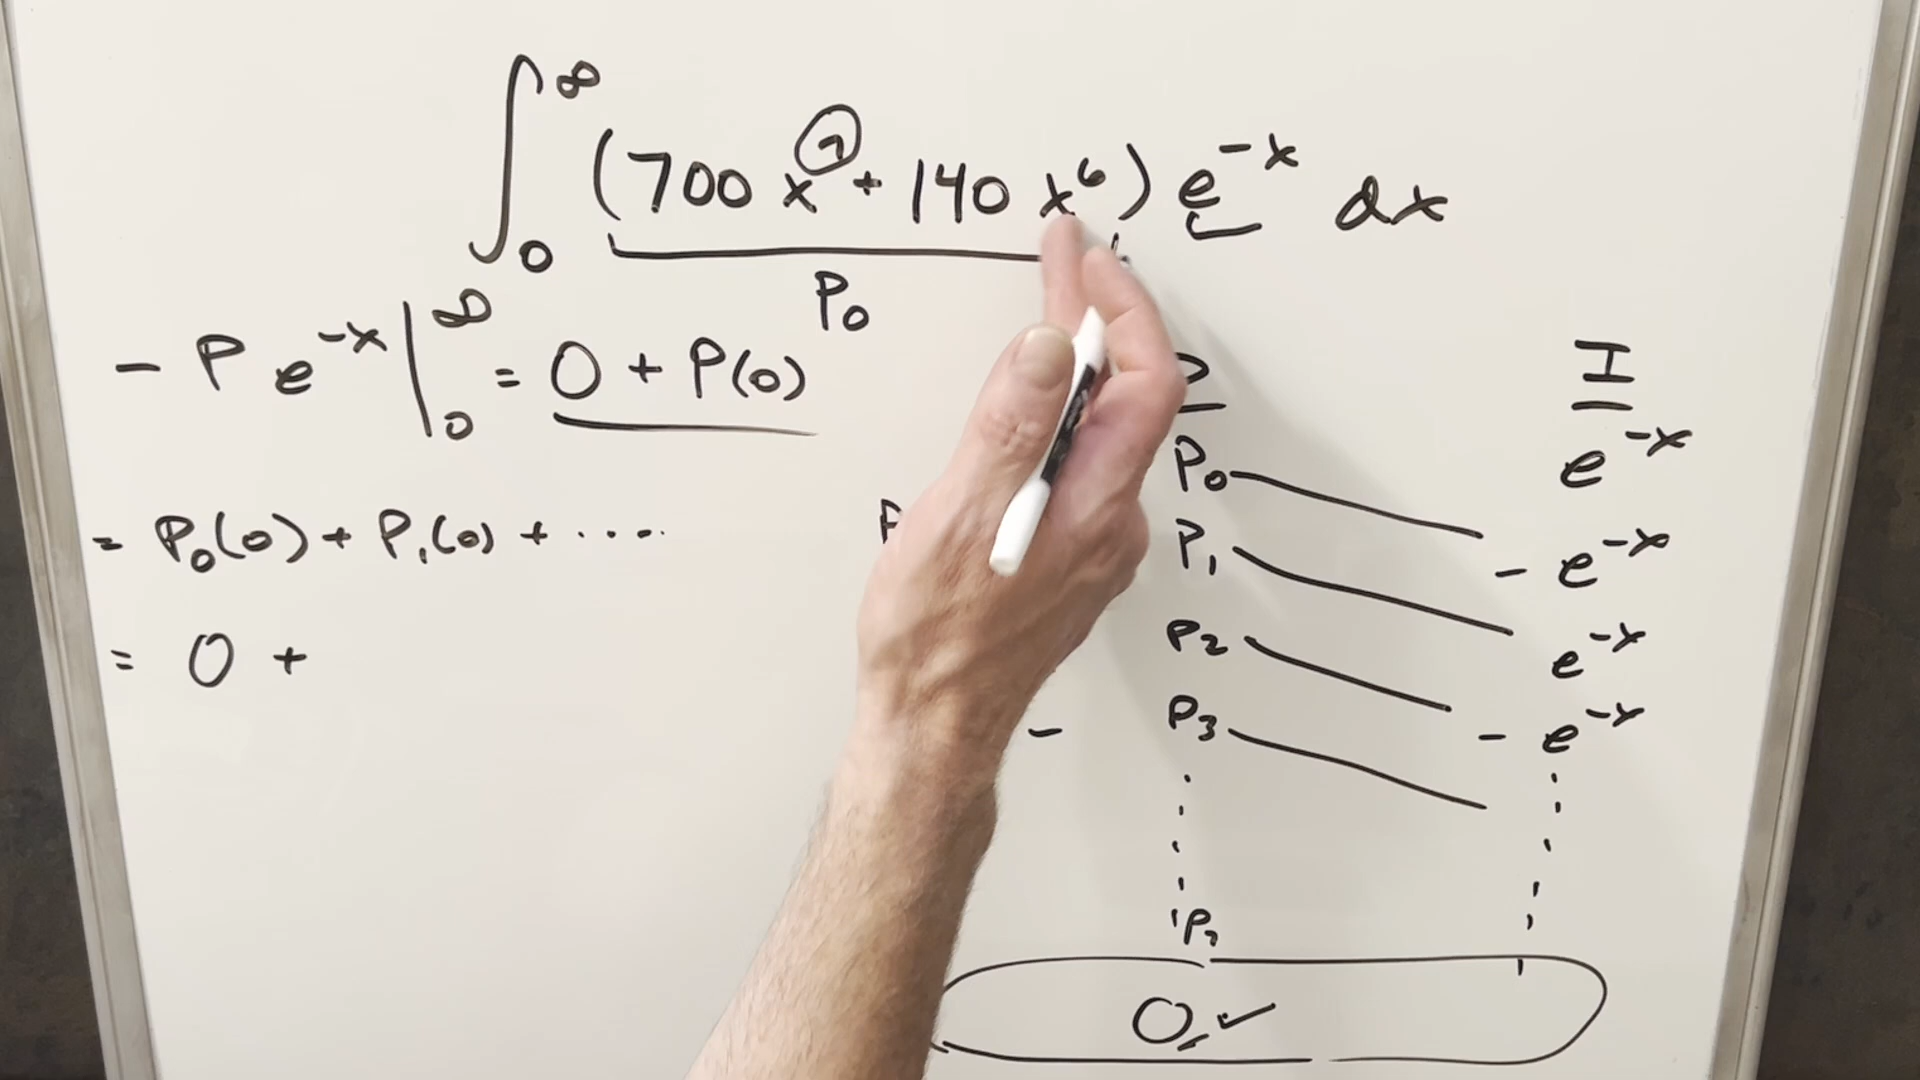 ∫₀^∞ (700 x⁷ + 140 x⁶) e^{-x} dx
P₀
- P e^{-x} |₀^∞ = 0 + P(0)
= P₀(0) + P₁(0) + ....
= 0 +
I
P₀ e^{-x}
P₁ - e^{-x}
P₂ e^{-x}
- P₃ - e^{-x}
P₇
0 ✓